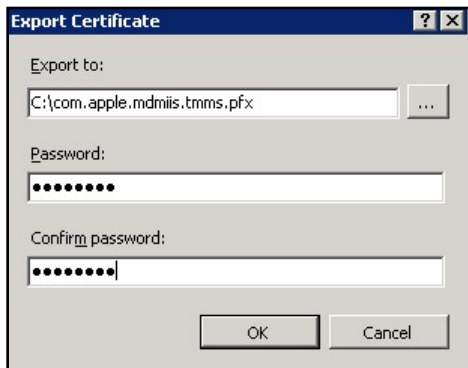 Export Certificate
Export to:
C:\com.apple.mdmiis.tmms.pfx
...
Password:
●●●●●●●●
Confirm password:
●●●●●●●●
OK Cancel